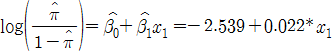 log(π̂/(1−π̂)) = β̂₀ + β̂₁x₁ = −2.539 + 0.022*x₁